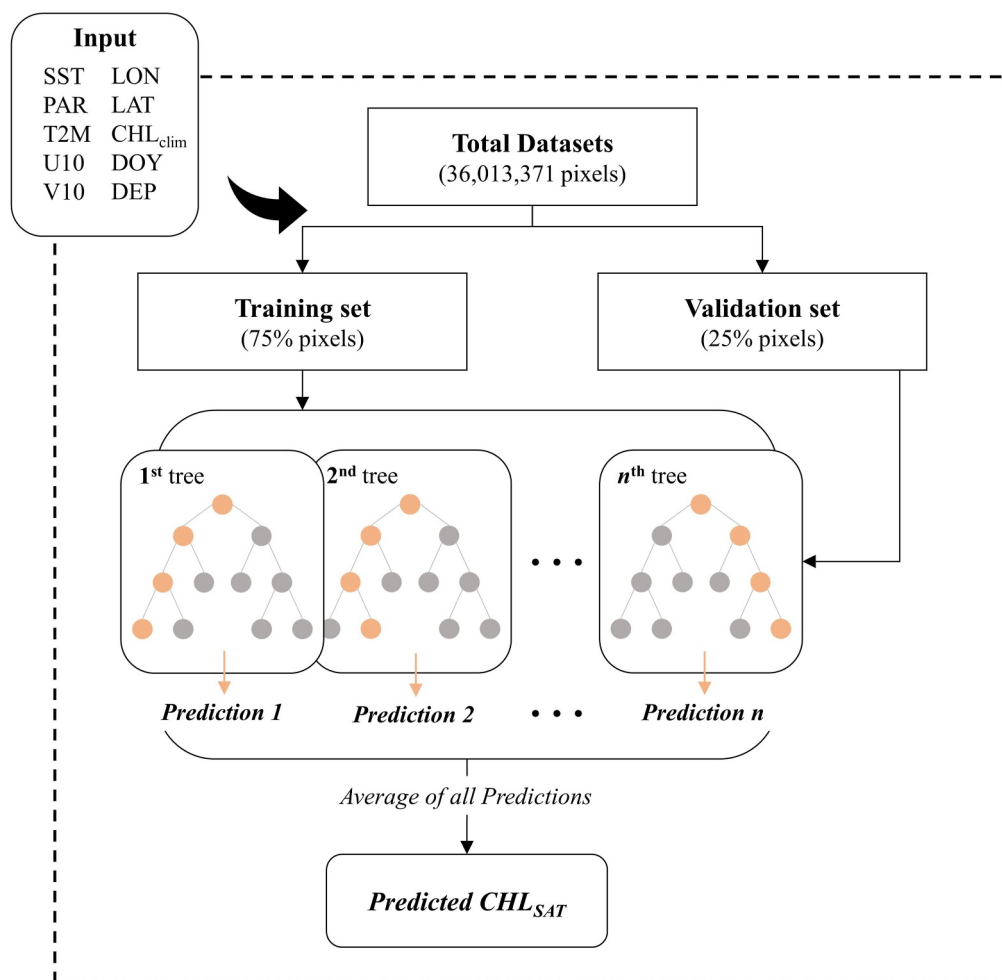 Input
SST LON
PAR LAT
T2M CHLclim
U10 DOY
V10 DEP
Total Datasets
(36,013,371 pixels)
Training set
(75% pixels)
Validation set
(25% pixels)
1st tree
2nd tree
• • •
nth tree
Prediction 1
Prediction 2
• • •
Prediction n
Average of all Predictions
Predicted CHLSAT